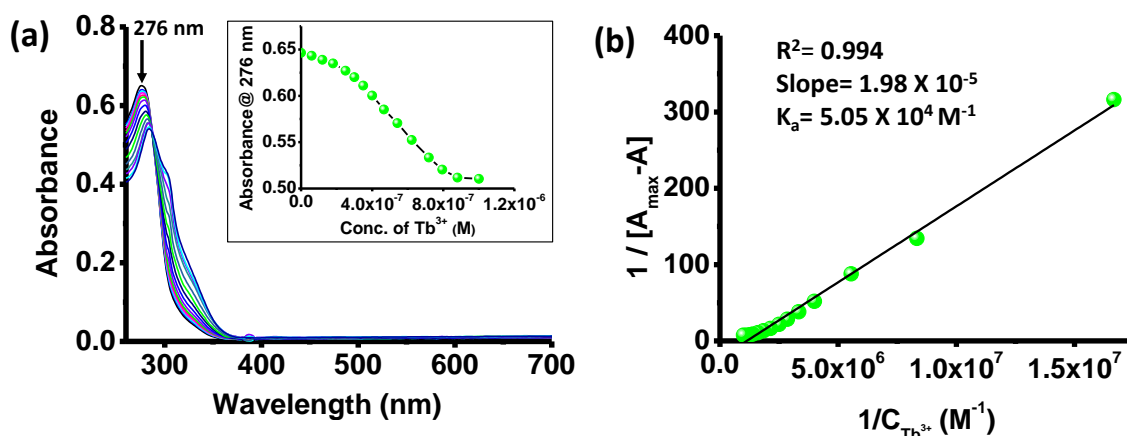 (a)
276 nm
Absorbance
0.8
0.6
0.4
0.2
0.0
300 400 500 600 700
Wavelength (nm)
Absorbance @ 276 nm
0.65
0.60
0.55
0.50
0.0 4.0x10⁻⁷ 8.0x10⁻⁷ 1.2x10⁻⁶
Conc. of Tb³⁺ (M)
(b)
R²= 0.994
Slope= 1.98 X 10⁻⁵
Kₐ= 5.05 X 10⁴ M⁻¹
1 / [A_max-A]
400
300
200
100
0
0.0 5.0x10⁶ 1.0x10⁷ 1.5x10⁷
1/C_Tb³⁺ (M⁻¹)